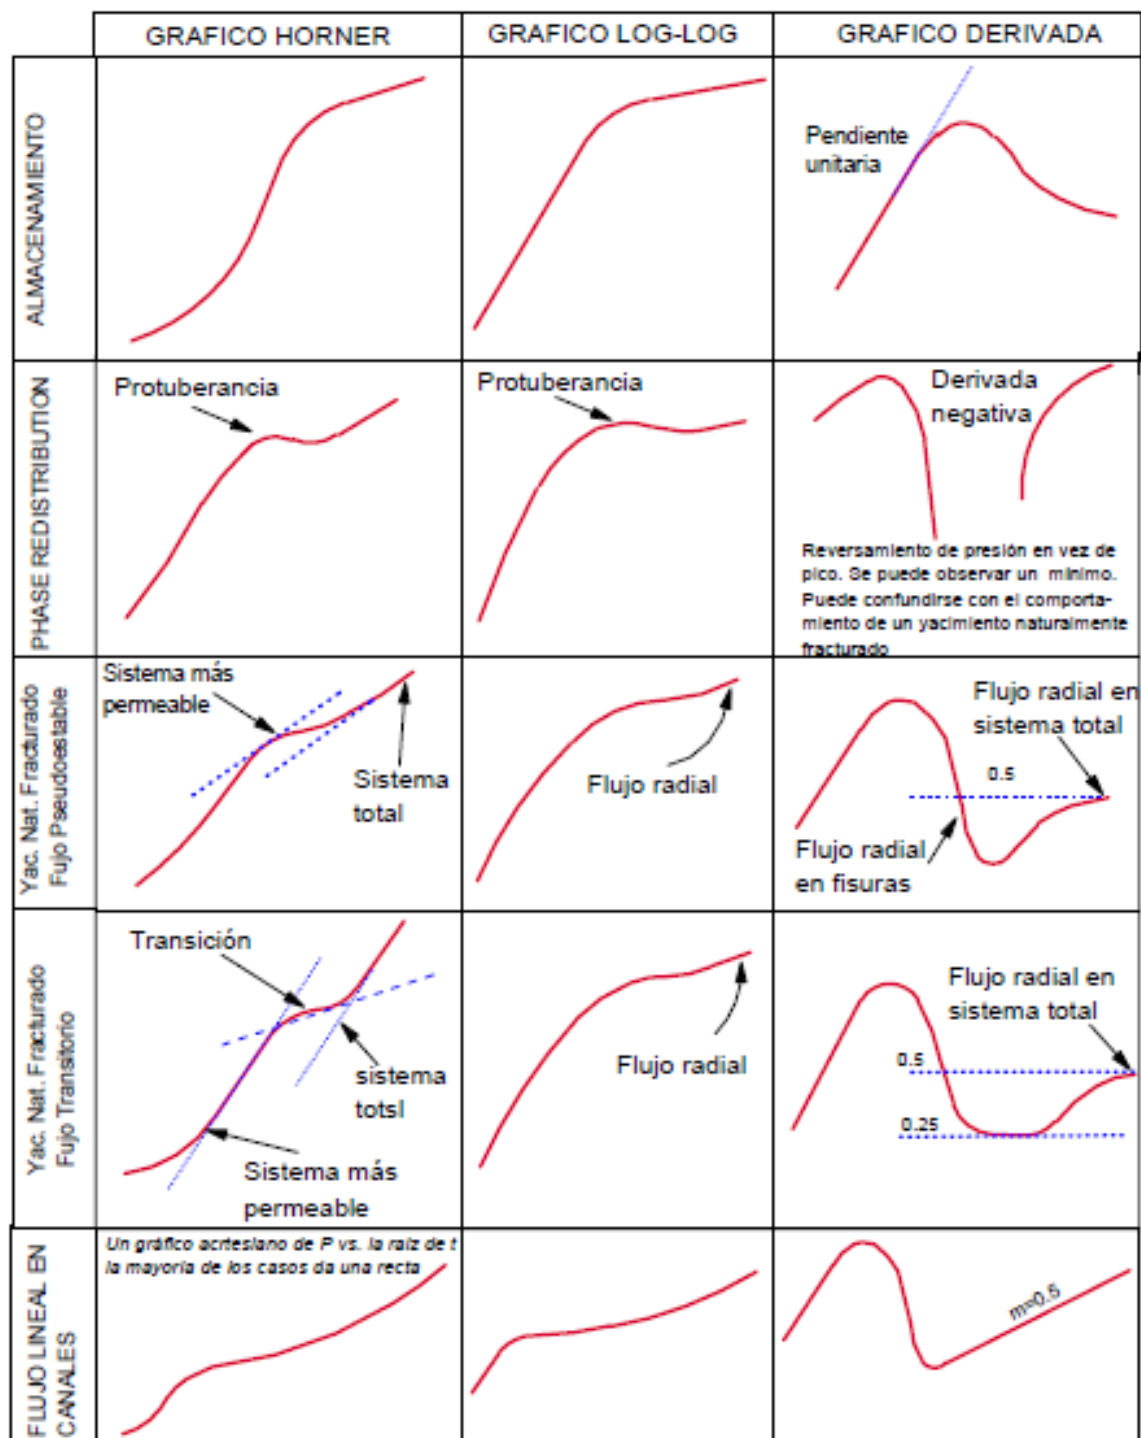 GRAFICO HORNER
GRAFICO LOG-LOG
GRAFICO DERIVADA
ALMACENAMIENTO
Pendiente
unitaria
PHASE REDISTRIBUTION
Protuberancia
Protuberancia
Derivada
negativa
Reversamiento de presión en vez de
pico. Se puede observar un mínimo.
Puede confundirse con el comporta-
miento de un yacimiento naturalmente
fracturado
Yac. Nat. Fracturado
Fujo Pseudoestable
Sistema más
permeable
Sistema
total
Flujo radial
Flujo radial en
sistema total
0.5
Flujo radial
en fisuras
Yac. Nat. Fracturado
Fujo Transitorio
Transición
sistema
totsl
Sistema más
permeable
Flujo radial
Flujo radial en
sistema total
0.5
0.25
FLUJO LINEAL EN
CANALES
Un gráfico acrtesiano de P vs. la raiz de t
la mayoría de los casos da una recta
m=0.5